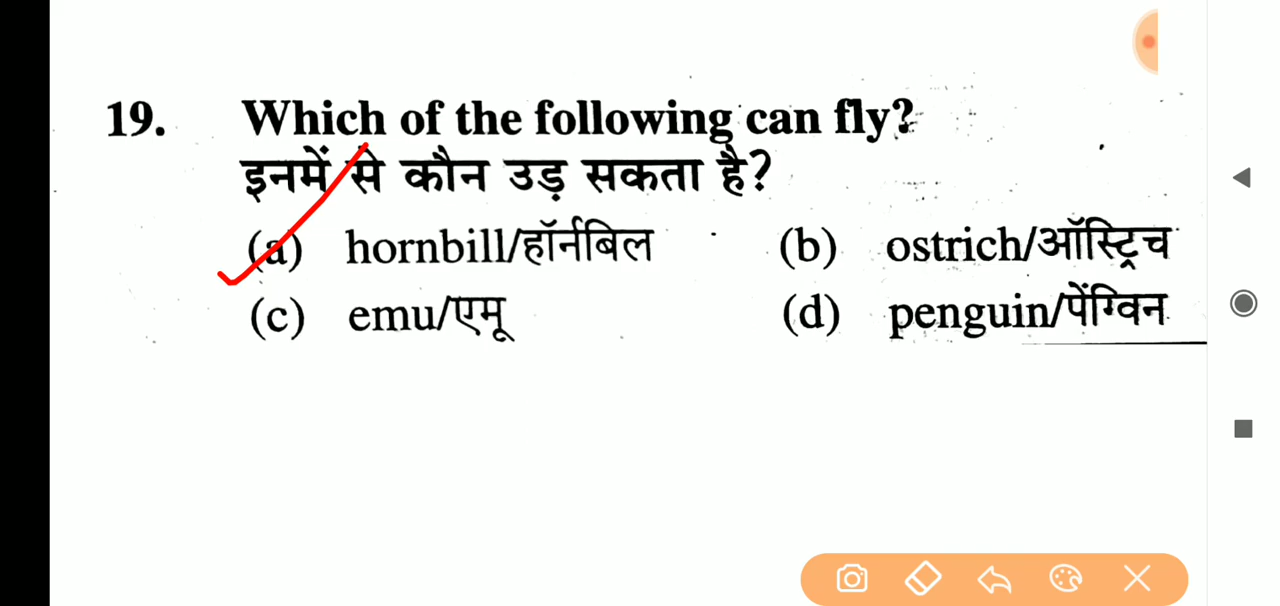 19. Which of the following can fly?
इनमें से कौन उड़ सकता है?
(a) hornbill/हॉर्नबिल (b) ostrich/ऑस्ट्रिच
(c) emu/एमू (d) penguin/पेंग्विन